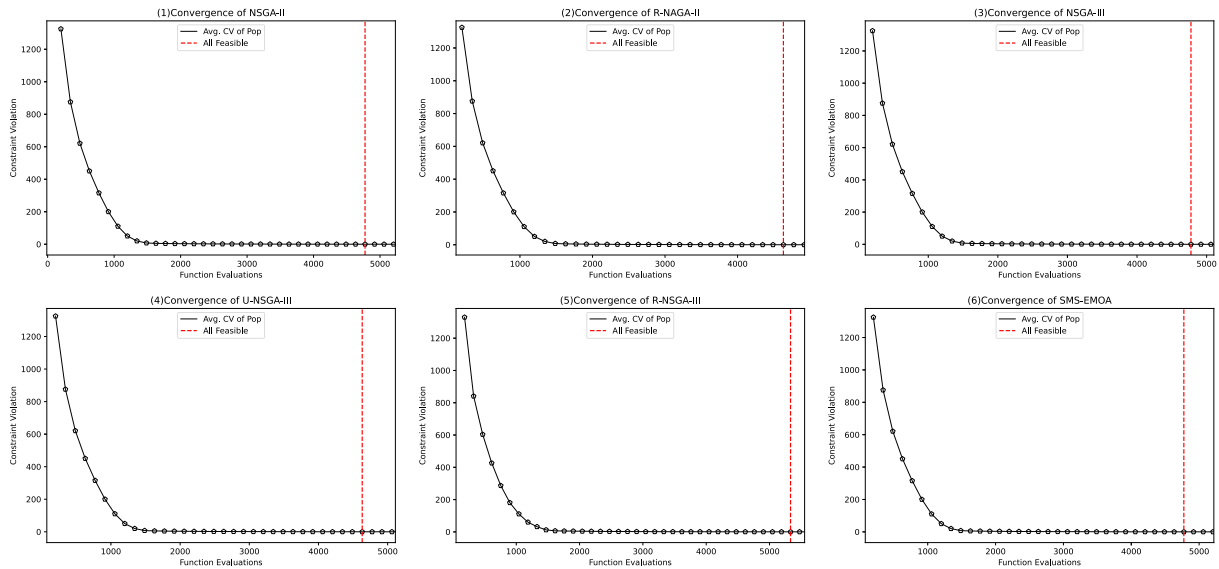 (1)Convergence of NSGA-II
Avg. CV of Pop
All Feasible
Constraint Violation
1200
1000
800
600
400
200
0
0 1000 2000 3000 4000 5000
Function Evaluations
(2)Convergence of R-NAGA-II
Avg. CV of Pop
All Feasible
Constraint Violation
1200
1000
800
600
400
200
0
1000 2000 3000 4000
Function Evaluations
(3)Convergence of NSGA-III
Avg. CV of Pop
All Feasible
Constraint Violation
1200
1000
800
600
400
200
0
1000 2000 3000 4000 5000
Function Evaluations
(4)Convergence of U-NSGA-III
Avg. CV of Pop
All Feasible
Constraint Violation
1200
1000
800
600
400
200
0
1000 2000 3000 4000 5000
Function Evaluations
(5)Convergence of R-NSGA-III
Avg. CV of Pop
All Feasible
Constraint Violation
1200
1000
800
600
400
200
0
1000 2000 3000 4000 5000
Function Evaluations
(6)Convergence of SMS-EMOA
Avg. CV of Pop
All Feasible
Constraint Violation
1200
1000
800
600
400
200
0
1000 2000 3000 4000 5000
Function Evaluations